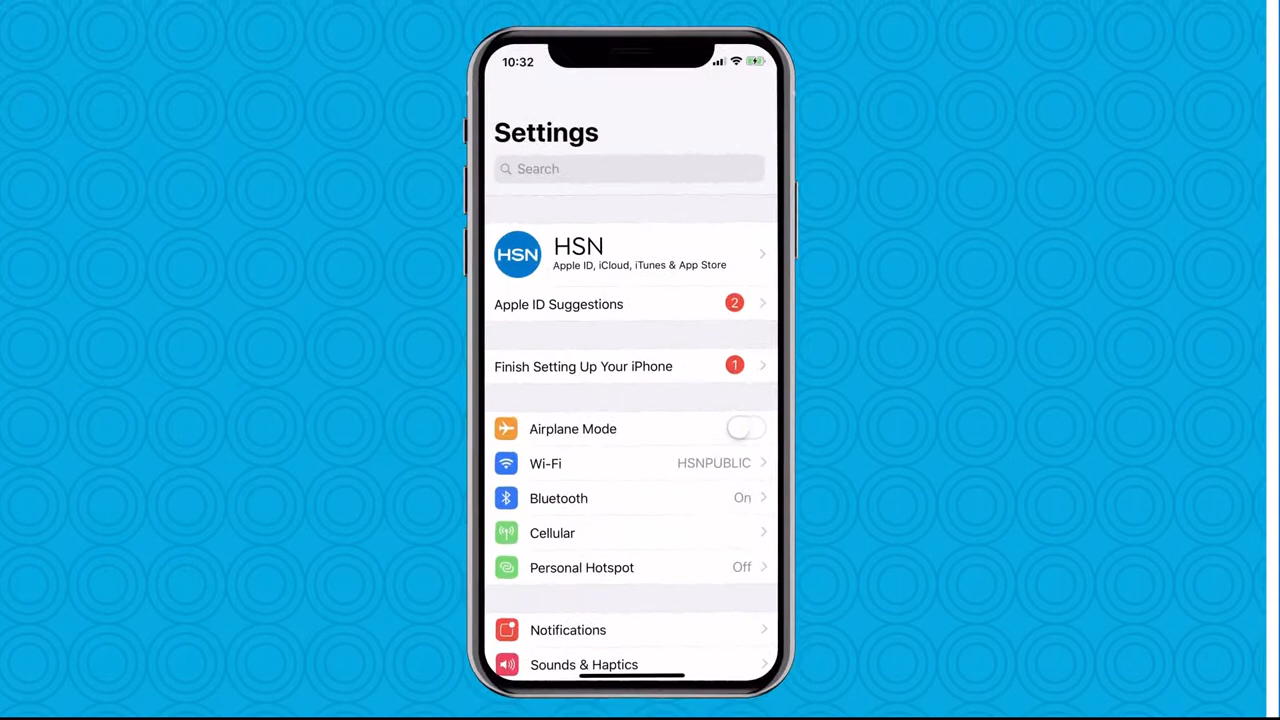 10:32
Settings
Search
HSN
HSN
Apple ID, iCloud, iTunes & App Store
Apple ID Suggestions 2
Finish Setting Up Your iPhone 1
Airplane Mode
Wi-Fi HSNPUBLIC
Bluetooth On
Cellular
Personal Hotspot Off
Notifications
Sounds & Haptics